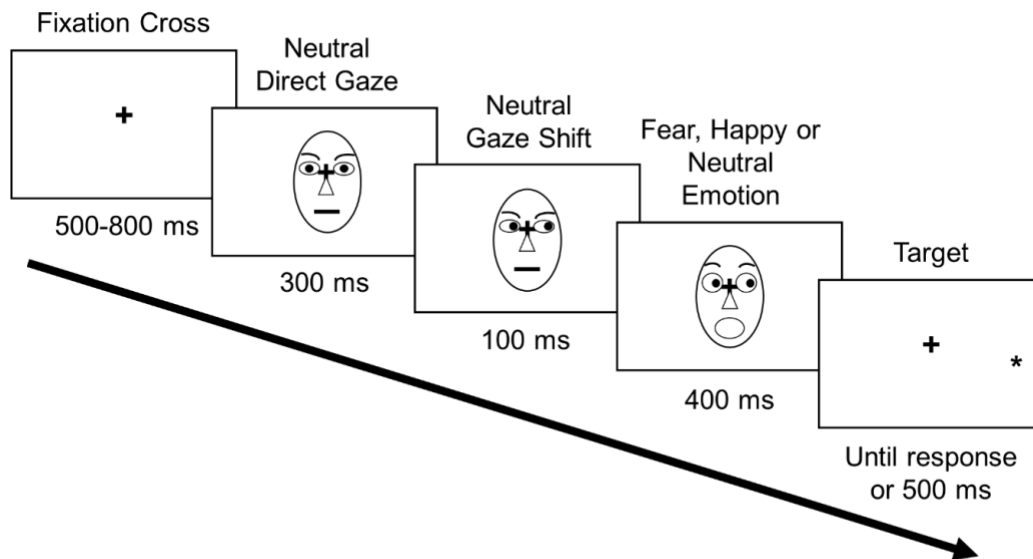 Fixation Cross
500-800 ms
Neutral
Direct Gaze
300 ms
Neutral
Gaze Shift
100 ms
Fear, Happy or
Neutral
Emotion
400 ms
Target
*
Until response
or 500 ms